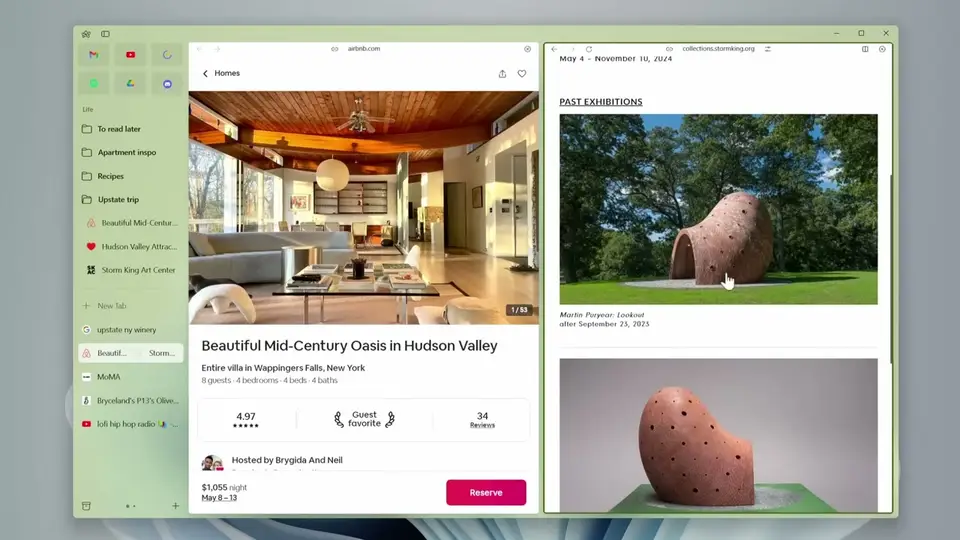 Life
To read later
Apartment inspo
Recipes
Upstate trip
Beautiful Mid-Centur...
Hudson Valley Attrac...
SK
AC
Storm King Art Center
New Tab
upstate ny winery
Beautif...
Storm...
MoMA
Bryceland's P13's Olive...
lofi hip hop radio
airbnb.com
Homes
1 / 53
Beautiful Mid-Century Oasis in Hudson Valley
Entire villa in Wappingers Falls, New York
8 guests · 4 bedrooms · 4 beds · 4 baths
4.97
Guest
favorite
34
Reviews
Hosted by Brygida And Neil
$1,055 night
May 8 – 13
Reserve
collections.stormking.org
May 4 – November 10, 2024
PAST EXHIBITIONS
Martin Puryear: Lookout
after September 23, 2023